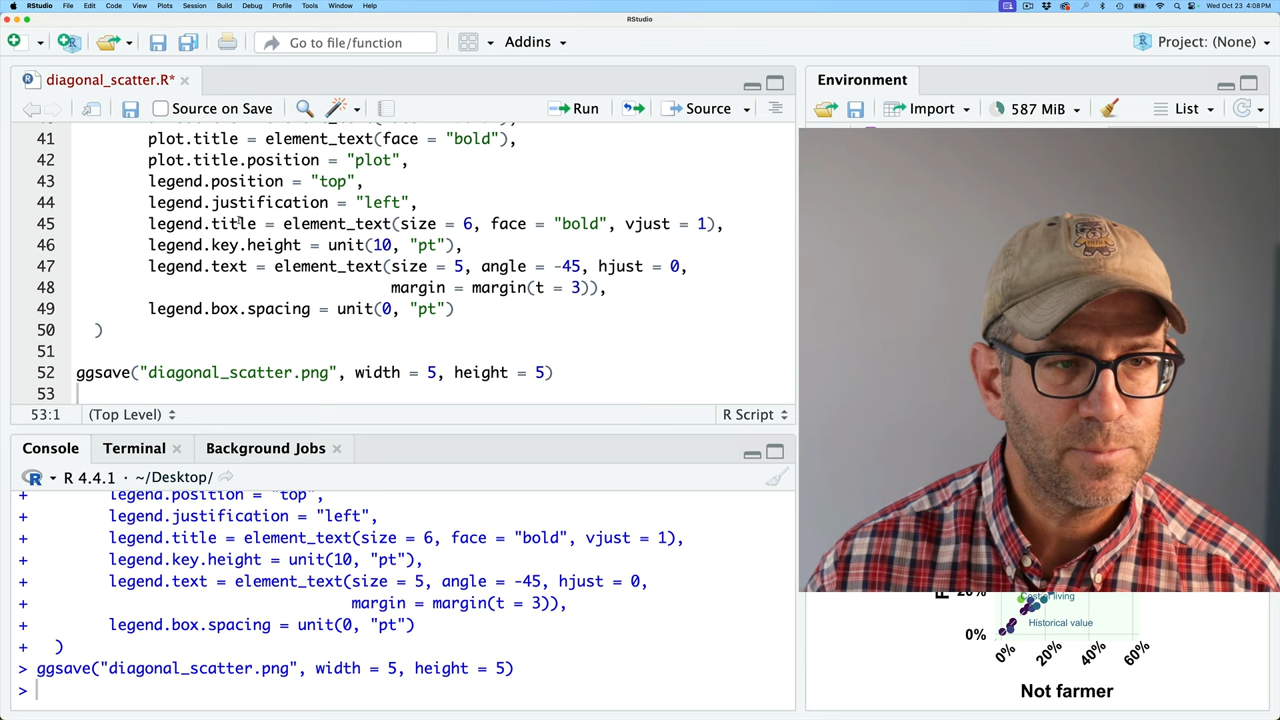 RStudio File Edit Code View Plots Session Build Debug Profile Tools Window Help Wed Oct 23 4:08 PM
RStudio
Go to file/function Addins Project: (None)
diagonal_scatter.R*
Source on Save Run Source
41 plot.title = element_text(face = "bold"),
42 plot.title.position = "plot",
43 legend.position = "top",
44 legend.justification = "left",
45 legend.title = element_text(size = 6, face = "bold", vjust = 1),
46 legend.key.height = unit(10, "pt"),
47 legend.text = element_text(size = 5, angle = -45, hjust = 0,
48 margin = margin(t = 3)),
49 legend.box.spacing = unit(0, "pt")
50 )
51
52 ggsave("diagonal_scatter.png", width = 5, height = 5)
53
53:1 (Top Level) R Script
Console Terminal Background Jobs
R 4.4.1 · ~/Desktop/
+ legend.position = "top",
+ legend.justification = "left",
+ legend.title = element_text(size = 6, face = "bold", vjust = 1),
+ legend.key.height = unit(10, "pt"),
+ legend.text = element_text(size = 5, angle = -45, hjust = 0,
+ margin = margin(t = 3)),
+ legend.box.spacing = unit(0, "pt")
+ )
> ggsave("diagonal_scatter.png", width = 5, height = 5)
>
Environment
Import 587 MiB List
Cost of living
Historical value
0%
0% 20% 40% 60%
Not farmer